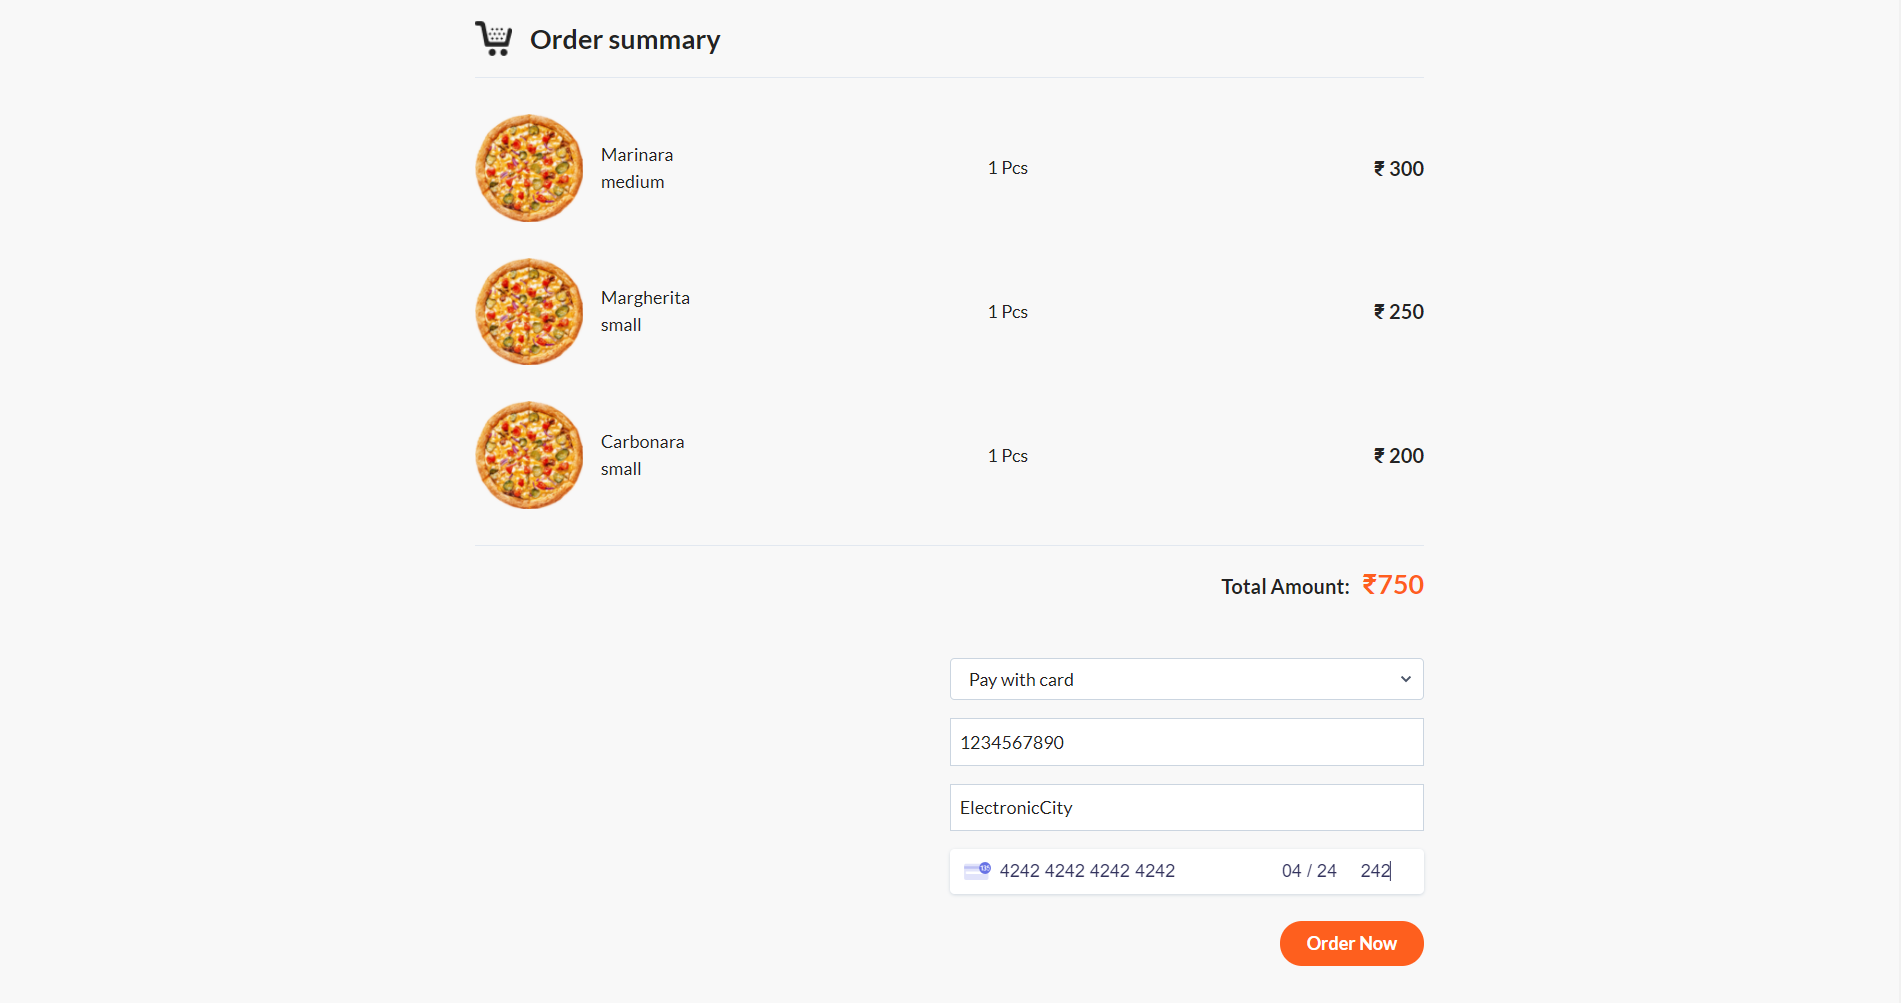 Order summary
Marinara
medium
1 Pcs
₹ 300
Margherita
small
1 Pcs
₹ 250
Carbonara
small
1 Pcs
₹ 200
Total Amount: ₹750
Pay with card
1234567890
ElectronicCity
4242 4242 4242 4242 04 / 24 242
Order Now